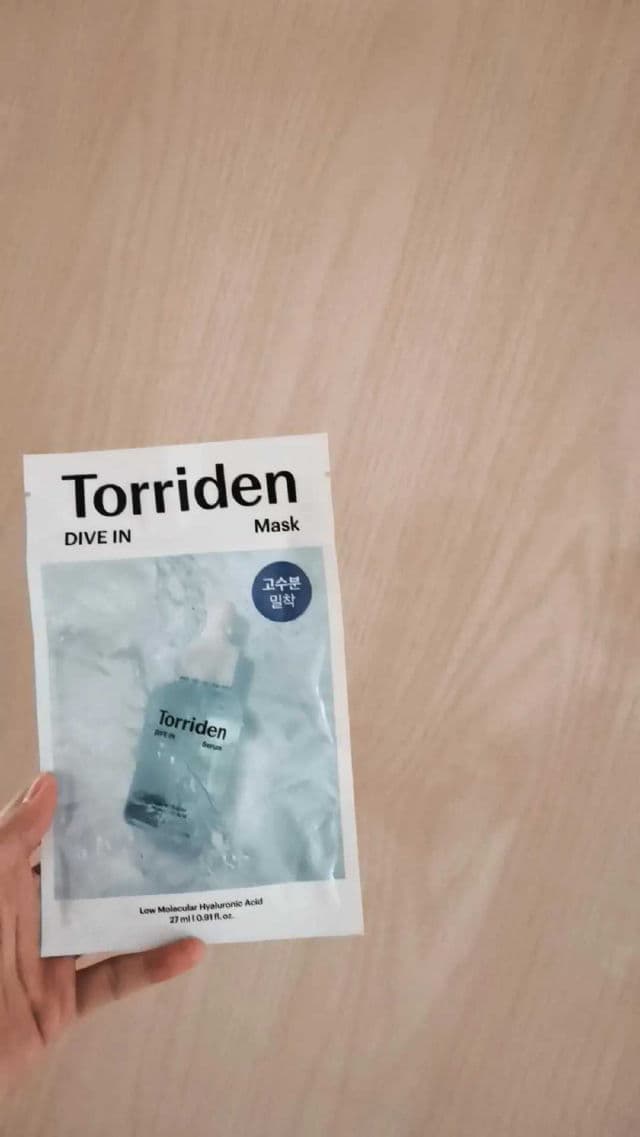 Torriden
DIVE IN Mask
고수분
밀착
Torriden
DIVE IN Serum
Low Molecular Hyaluronic Acid
27 ml | 0.91 fl. oz.